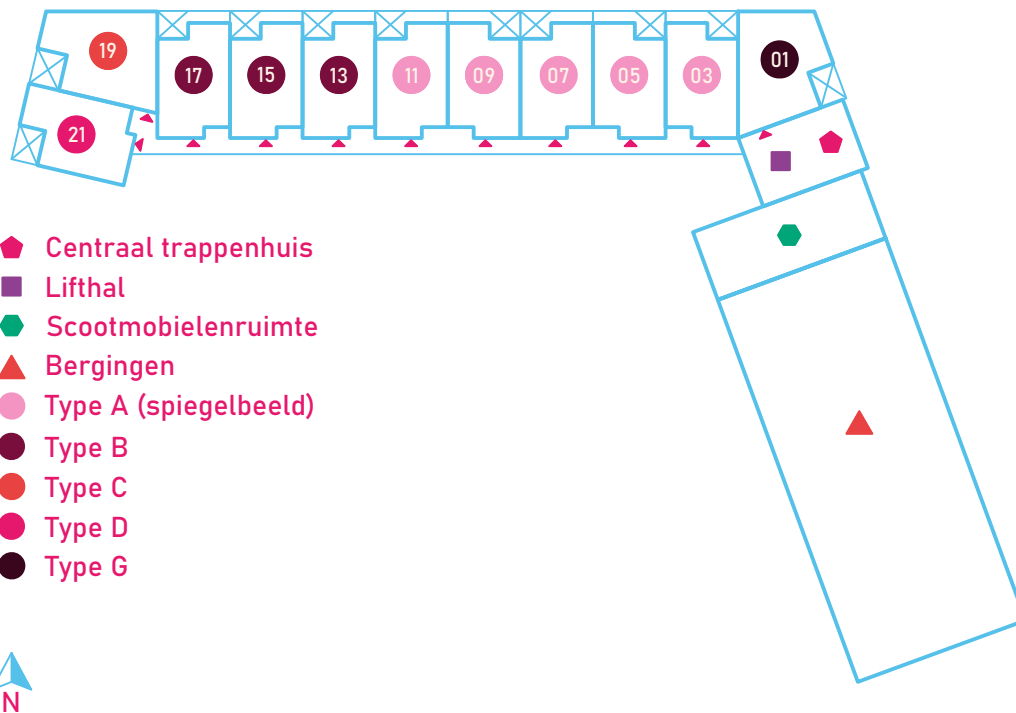 19
17
15
13
11
09
07
05
03
01
21
Centraal trappenhuis
Lifthal
Scootmobielenruimte
Bergingen
Type A (spiegelbeeld)
Type B
Type C
Type D
Type G
N